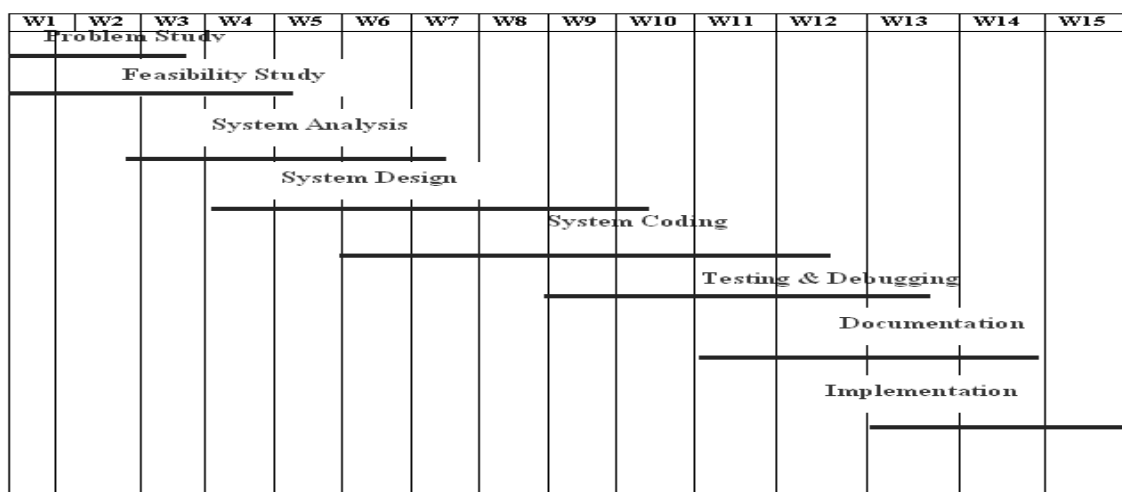 W1 W2 W3 W4 W5 W6 W7 W8 W9 W10 W11 W12 W13 W14 W15
Problem Study
Feasibility Study
System Analysis
System Design
System Coding
Testing & Debugging
Documentation
Implementation